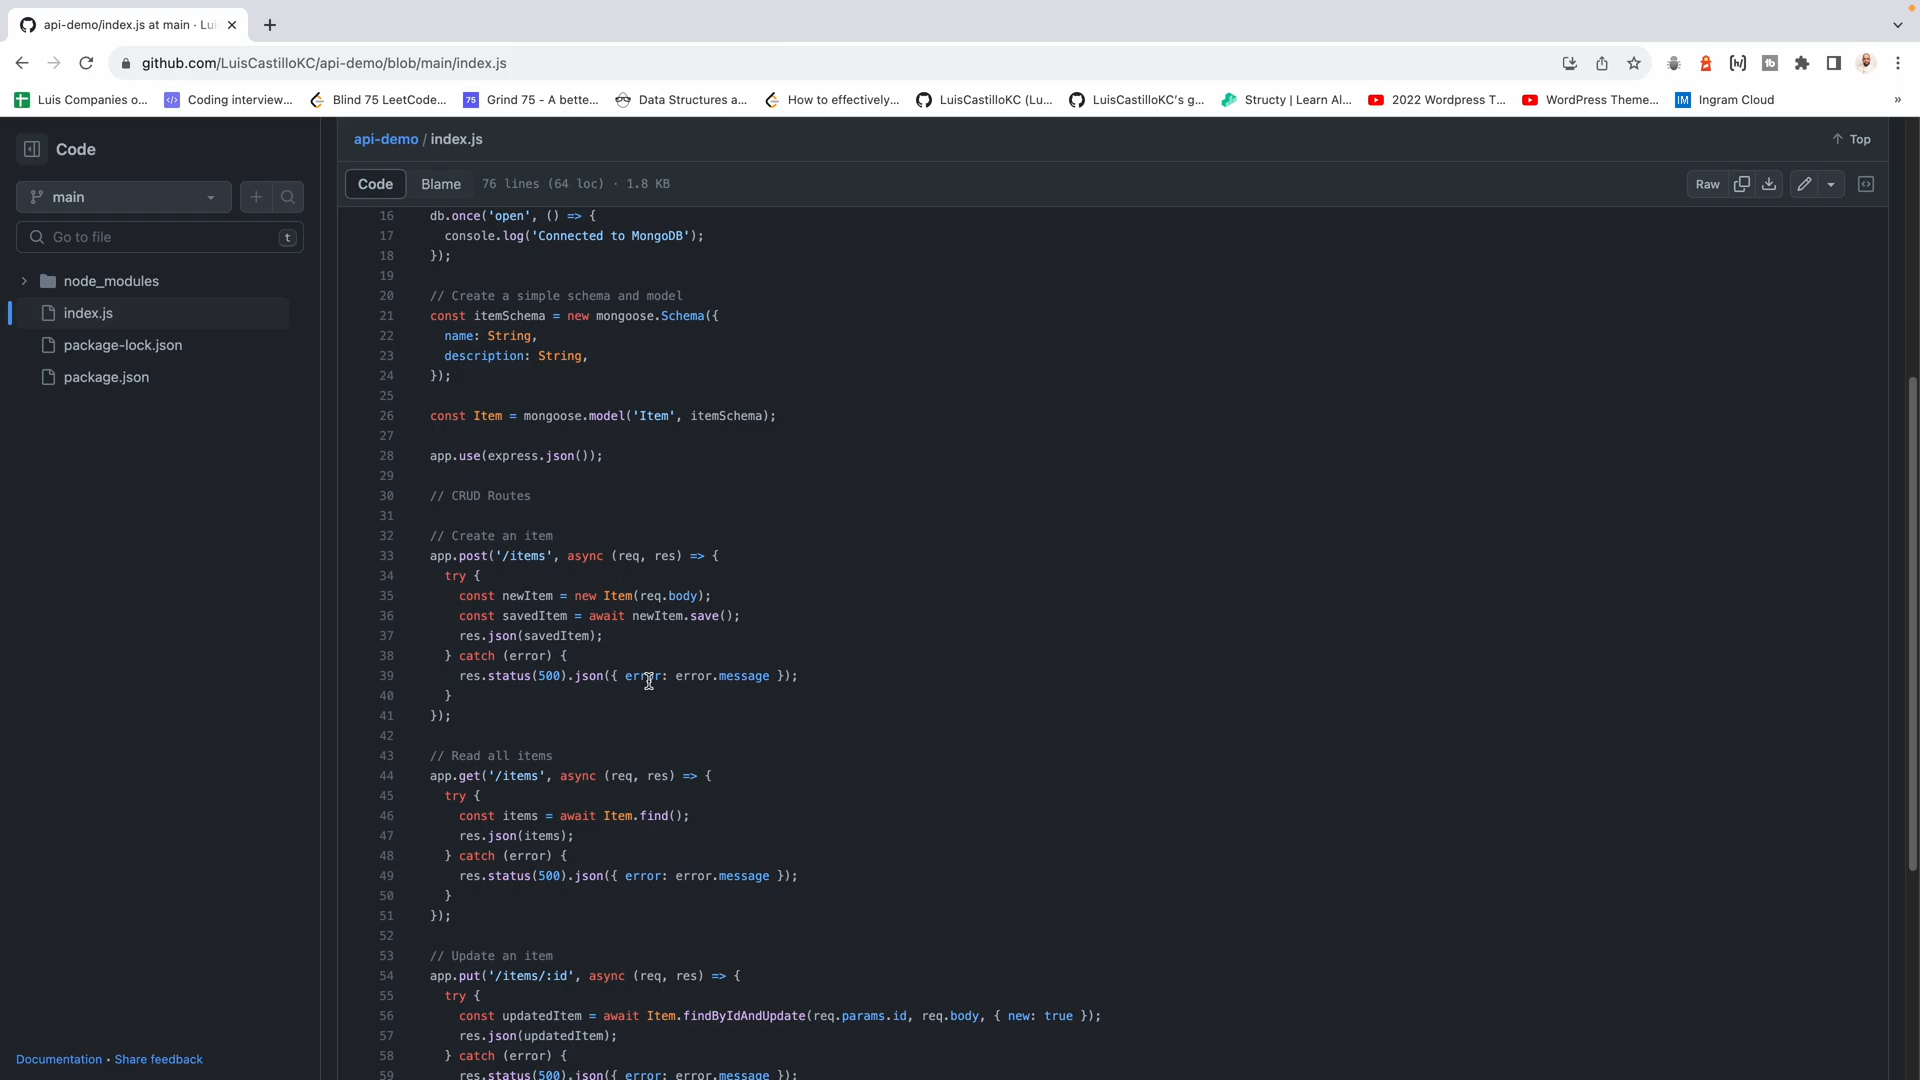 api-demo/index.js at main · Lui
github.com/LuisCastilloKC/api-demo/blob/main/index.js
Luis Companies o...
Coding interview...
Blind 75 LeetCode...
75 Grind 75 - A bette...
Data Structures a...
How to effectively...
LuisCastilloKC (Lu...
LuisCastilloKC's g...
Structy | Learn Al...
2022 Wordpress T...
WordPress Theme...
IM Ingram Cloud
»
Code
main
Go to file
t
node_modules
index.js
package-lock.json
package.json
Documentation • Share feedback
api-demo / index.js
Top
Code Blame 76 lines (64 loc) · 1.8 KB
Raw
16 db.once('open', () => {
17 console.log('Connected to MongoDB');
18 });
19
20 // Create a simple schema and model
21 const itemSchema = new mongoose.Schema({
22 name: String,
23 description: String,
24 });
25
26 const Item = mongoose.model('Item', itemSchema);
27
28 app.use(express.json());
29
30 // CRUD Routes
31
32 // Create an item
33 app.post('/items', async (req, res) => {
34 try {
35 const newItem = new Item(req.body);
36 const savedItem = await newItem.save();
37 res.json(savedItem);
38 } catch (error) {
39 res.status(500).json({ error: error.message });
40 }
41 });
42
43 // Read all items
44 app.get('/items', async (req, res) => {
45 try {
46 const items = await Item.find();
47 res.json(items);
48 } catch (error) {
49 res.status(500).json({ error: error.message });
50 }
51 });
52
53 // Update an item
54 app.put('/items/:id', async (req, res) => {
55 try {
56 const updatedItem = await Item.findByIdAndUpdate(req.params.id, req.body, { new: true });
57 res.json(updatedItem);
58 } catch (error) {
59 res.status(500).json({ error: error.message });